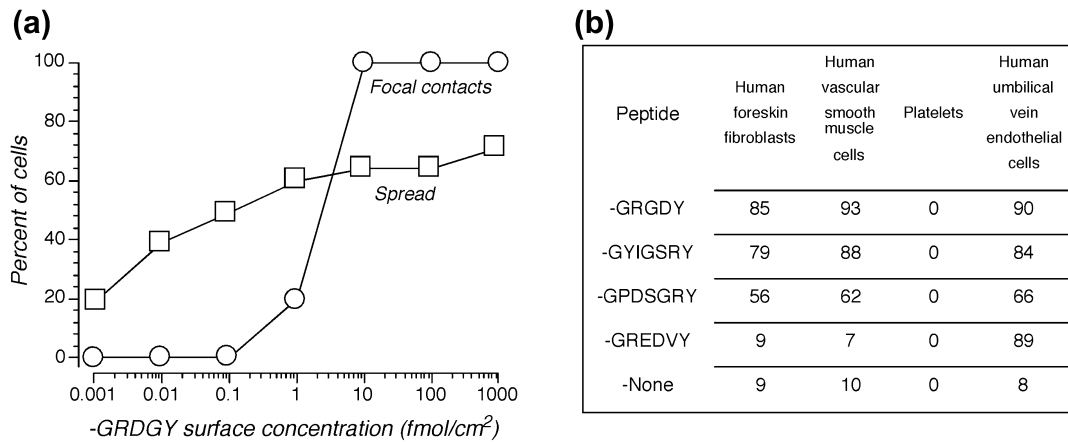 (a)
100
80
60
40
20
0
Percent of cells
Focal contacts
Spread
0.001 0.01 0.1 1 10 100 1000
-GRDGY surface concentration (fmol/cm2)
(b)
Peptide
Human
foreskin
fibroblasts
Human
vascular
smooth
muscle
cells
Platelets
Human
umbilical
vein
endothelial
cells
-GRGDY 85 93 0 90
-GYIGSRY 79 88 0 84
-GPDSGRY 56 62 0 66
-GREDVY 9 7 0 89
-None 9 10 0 8